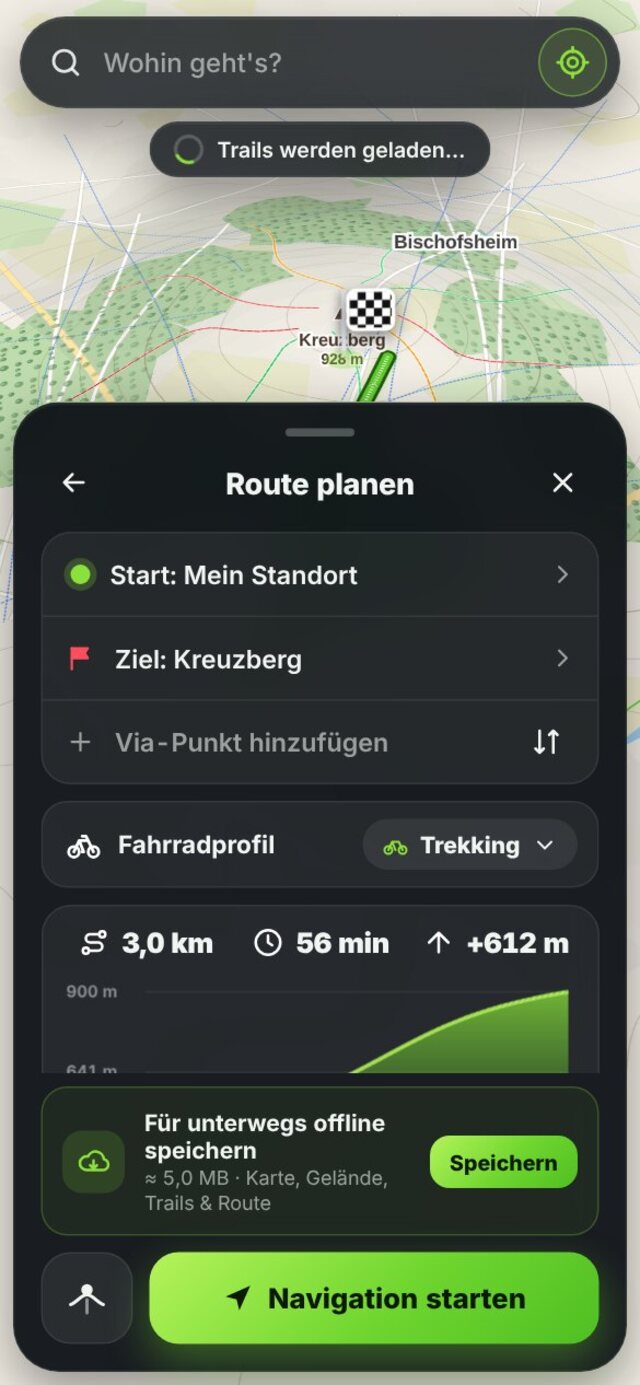 Wohin geht's?
Trails werden geladen...
Bischofsheim
Kreuzberg
928 m
Route planen
Start: Mein Standort
Ziel: Kreuzberg
Via-Punkt hinzufügen
Fahrradprofil
Trekking
3,0 km
56 min
+612 m
900 m
641 m
Für unterwegs offline
speichern
≈ 5,0 MB · Karte, Gelände,
Trails & Route
Speichern
Navigation starten